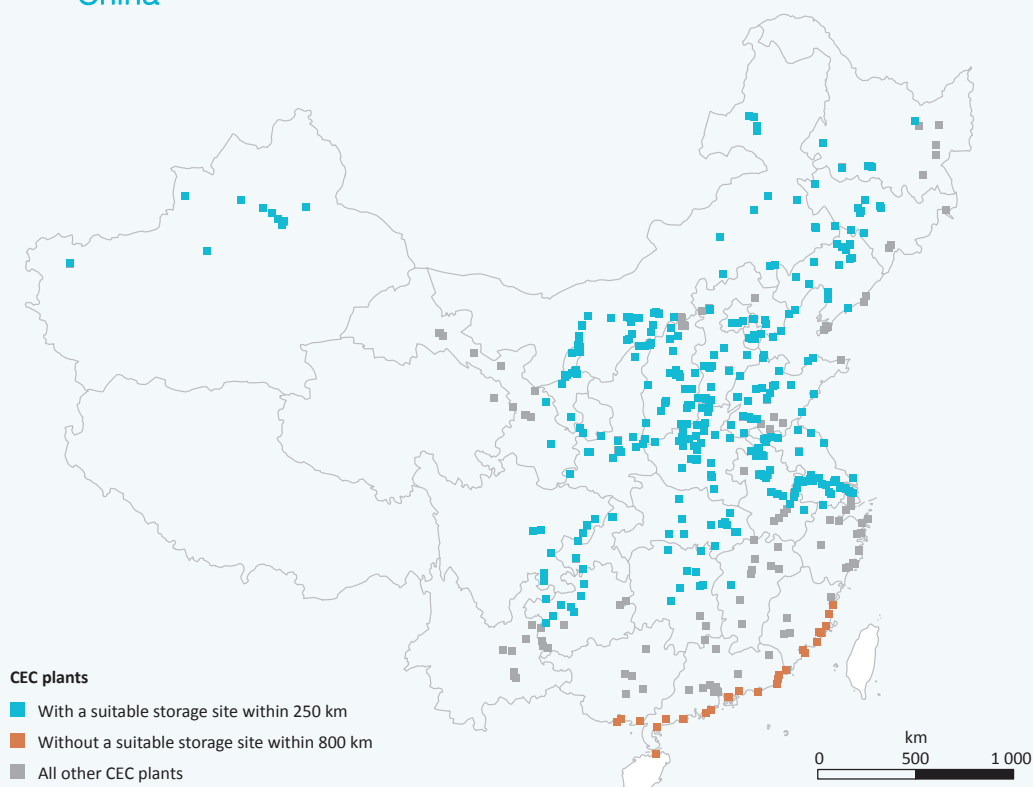 China
CEC plants
With a suitable storage site within 250 km
Without a suitable storage site within 800 km
All other CEC plants
km
0 500 1 000